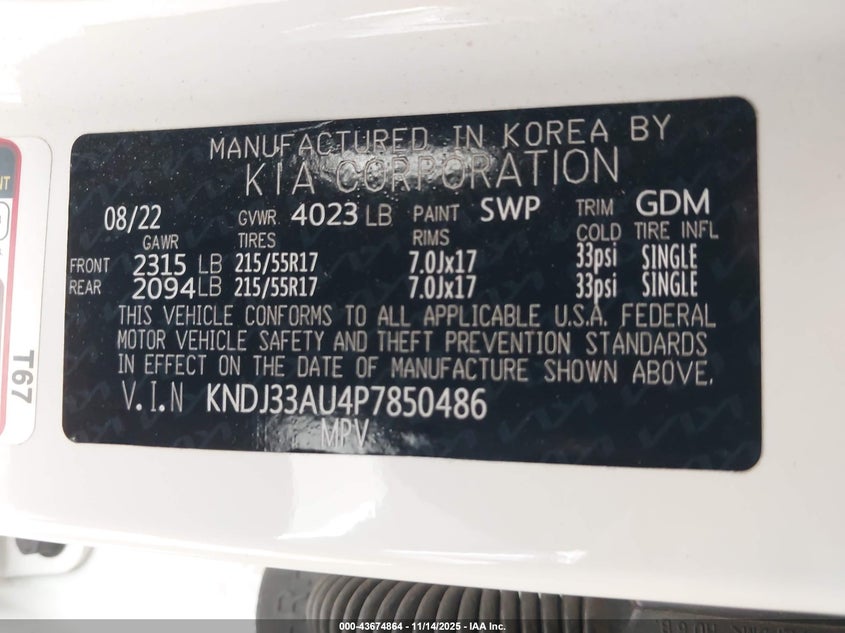 MANUFACTURED IN KOREA BY
KIA CORPORATION
08/22 GVWR 4023 LB PAINT SWP TRIM GDM
GAWR TIRES RIMS COLD TIRE INFL
FRONT 2315 LB 215/55R17 7.0Jx17 33psi SINGLE
REAR 2094 LB 215/55R17 7.0Jx17 33psi SINGLE
THIS VEHICLE CONFORMS TO ALL APPLICABLE U.S.A. FEDERAL
MOTOR VEHICLE SAFETY AND THEFT PREVENTION STANDARDS
IN EFFECT ON THE DATE OF MANUFACTURE SHOWN ABOVE.
V.I.N KNDJ33AU4P7850486
MPV
T67
000-43674864 - 11/14/2025 - 000-246